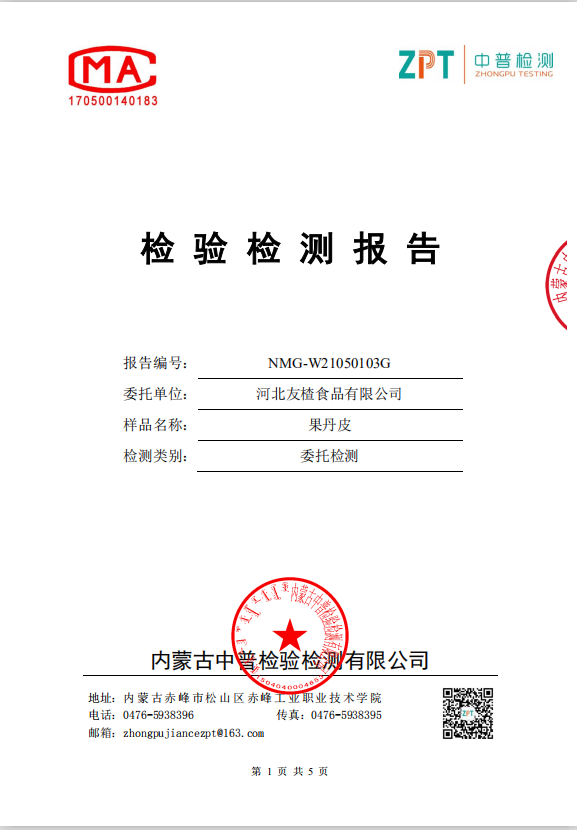 CMA
170500140183
ZPT 中普检测
ZHONGPU TESTING
检验检测报告
报告编号: NMG-W21050103G
委托单位: 河北友楂食品有限公司
样品名称: 果丹皮
检测类别: 委托检测
内蒙古中普检验检测有限公司
地址: 内蒙古赤峰市松山区赤峰工业职业技术学院
电话: 0476-5938396 传真: 0476-5938395
邮箱: zhongpujiancezpt@163.com
ZPT
第 1 页 共 5 页